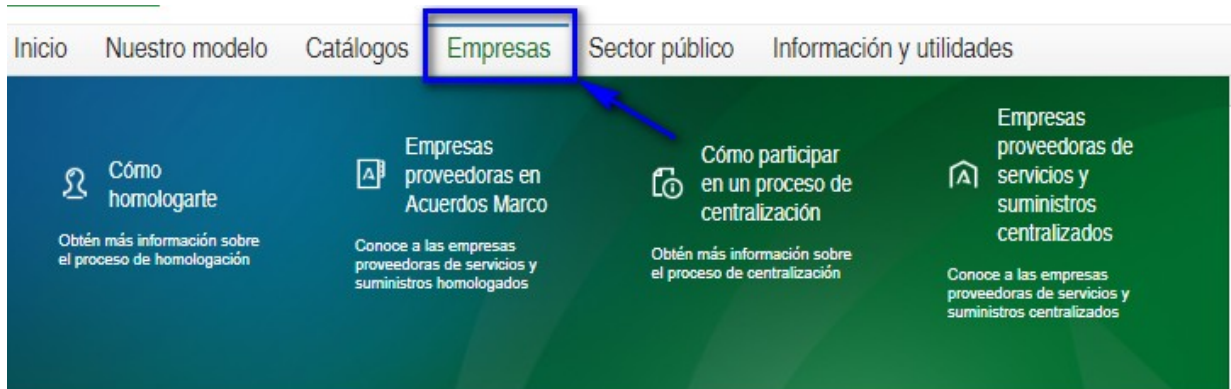 Inicio Nuestro modelo Catálogos Empresas Sector público Información y utilidades
Cómo
homologarte
Obtén más información sobre
el proceso de homologación
Empresas
proveedoras en
Acuerdos Marco
Conoce a las empresas
proveedoras de servicios y
suministros homologados
Cómo participar
en un proceso de
centralización
Obtén más información sobre
el proceso de centralización
Empresas
proveedoras de
servicios y
suministros
centralizados
Conoce a las empresas
proveedoras de servicios y
suministros centralizados